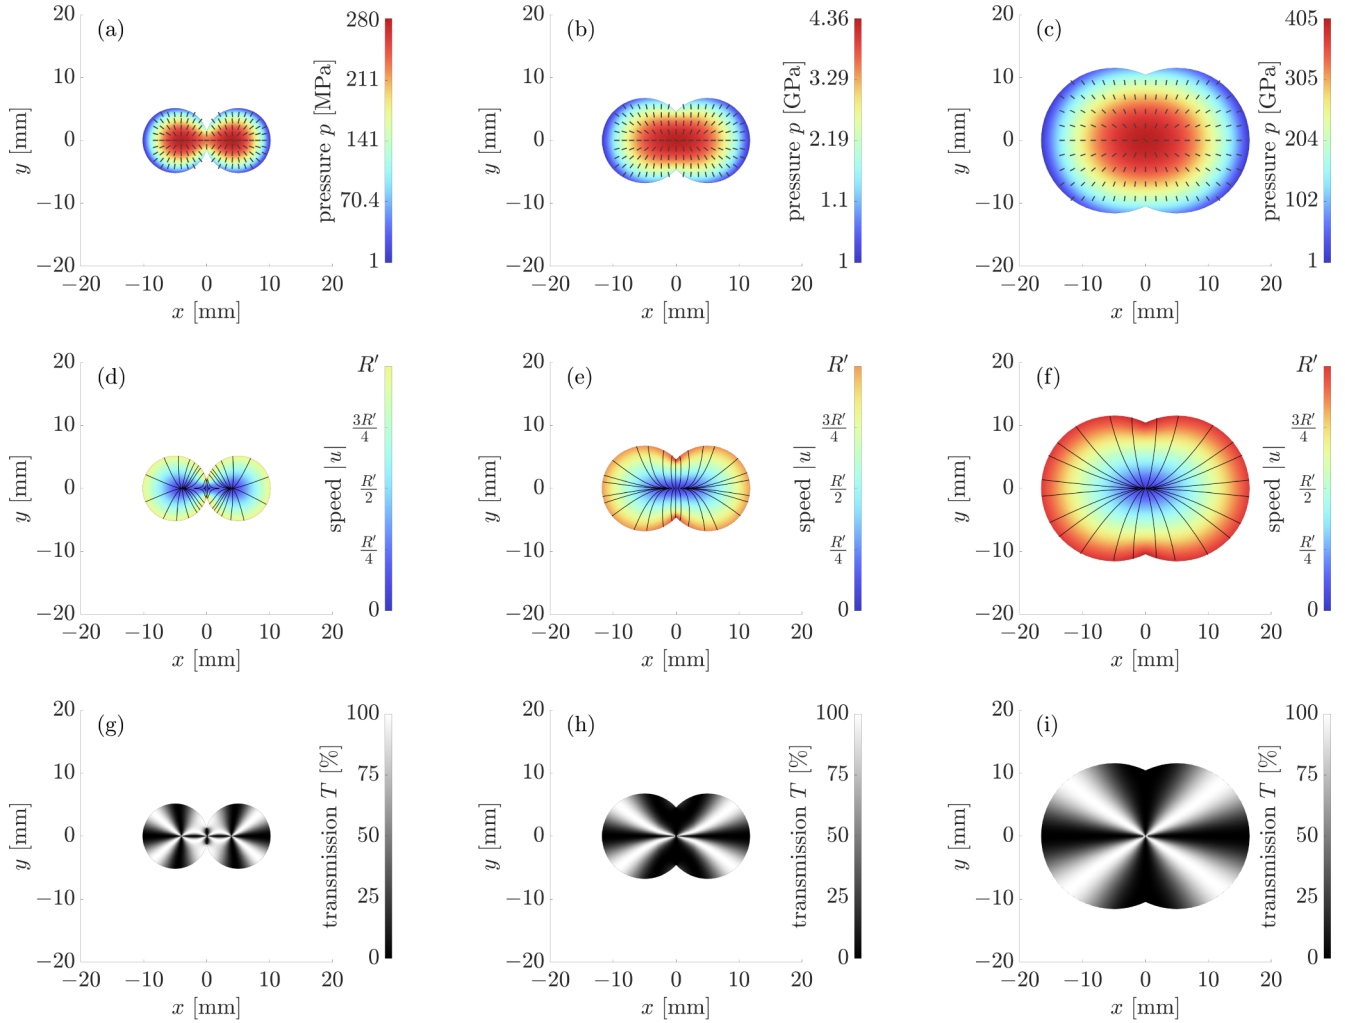 (a)
20
10
0
−10
−20
y [mm]
−20 −10 0 10 20
x [mm]
pressure p [MPa]
280
211
141
70.4
1
(b)
20
10
0
−10
−20
y [mm]
−20 −10 0 10 20
x [mm]
pressure p [GPa]
4.36
3.29
2.19
1.1
1
(c)
20
10
0
−10
−20
y [mm]
−20 −10 0 10 20
x [mm]
pressure p [GPa]
405
305
204
102
1
(d)
20
10
0
−10
−20
y [mm]
−20 −10 0 10 20
x [mm]
speed |u|
R′
3R′/4
R′/2
R′/4
0
(e)
20
10
0
−10
−20
y [mm]
−20 −10 0 10 20
x [mm]
speed |u|
R′
3R′/4
R′/2
R′/4
0
(f)
20
10
0
−10
−20
y [mm]
−20 −10 0 10 20
x [mm]
speed |u|
R′
3R′/4
R′/2
R′/4
0
(g)
20
10
0
−10
−20
y [mm]
−20 −10 0 10 20
x [mm]
transmission T [%]
100
75
50
25
0
(h)
20
10
0
−10
−20
y [mm]
−20 −10 0 10 20
x [mm]
transmission T [%]
100
75
50
25
0
(i)
20
10
0
−10
−20
y [mm]
−20 −10 0 10 20
x [mm]
transmission T [%]
100
75
50
25
0